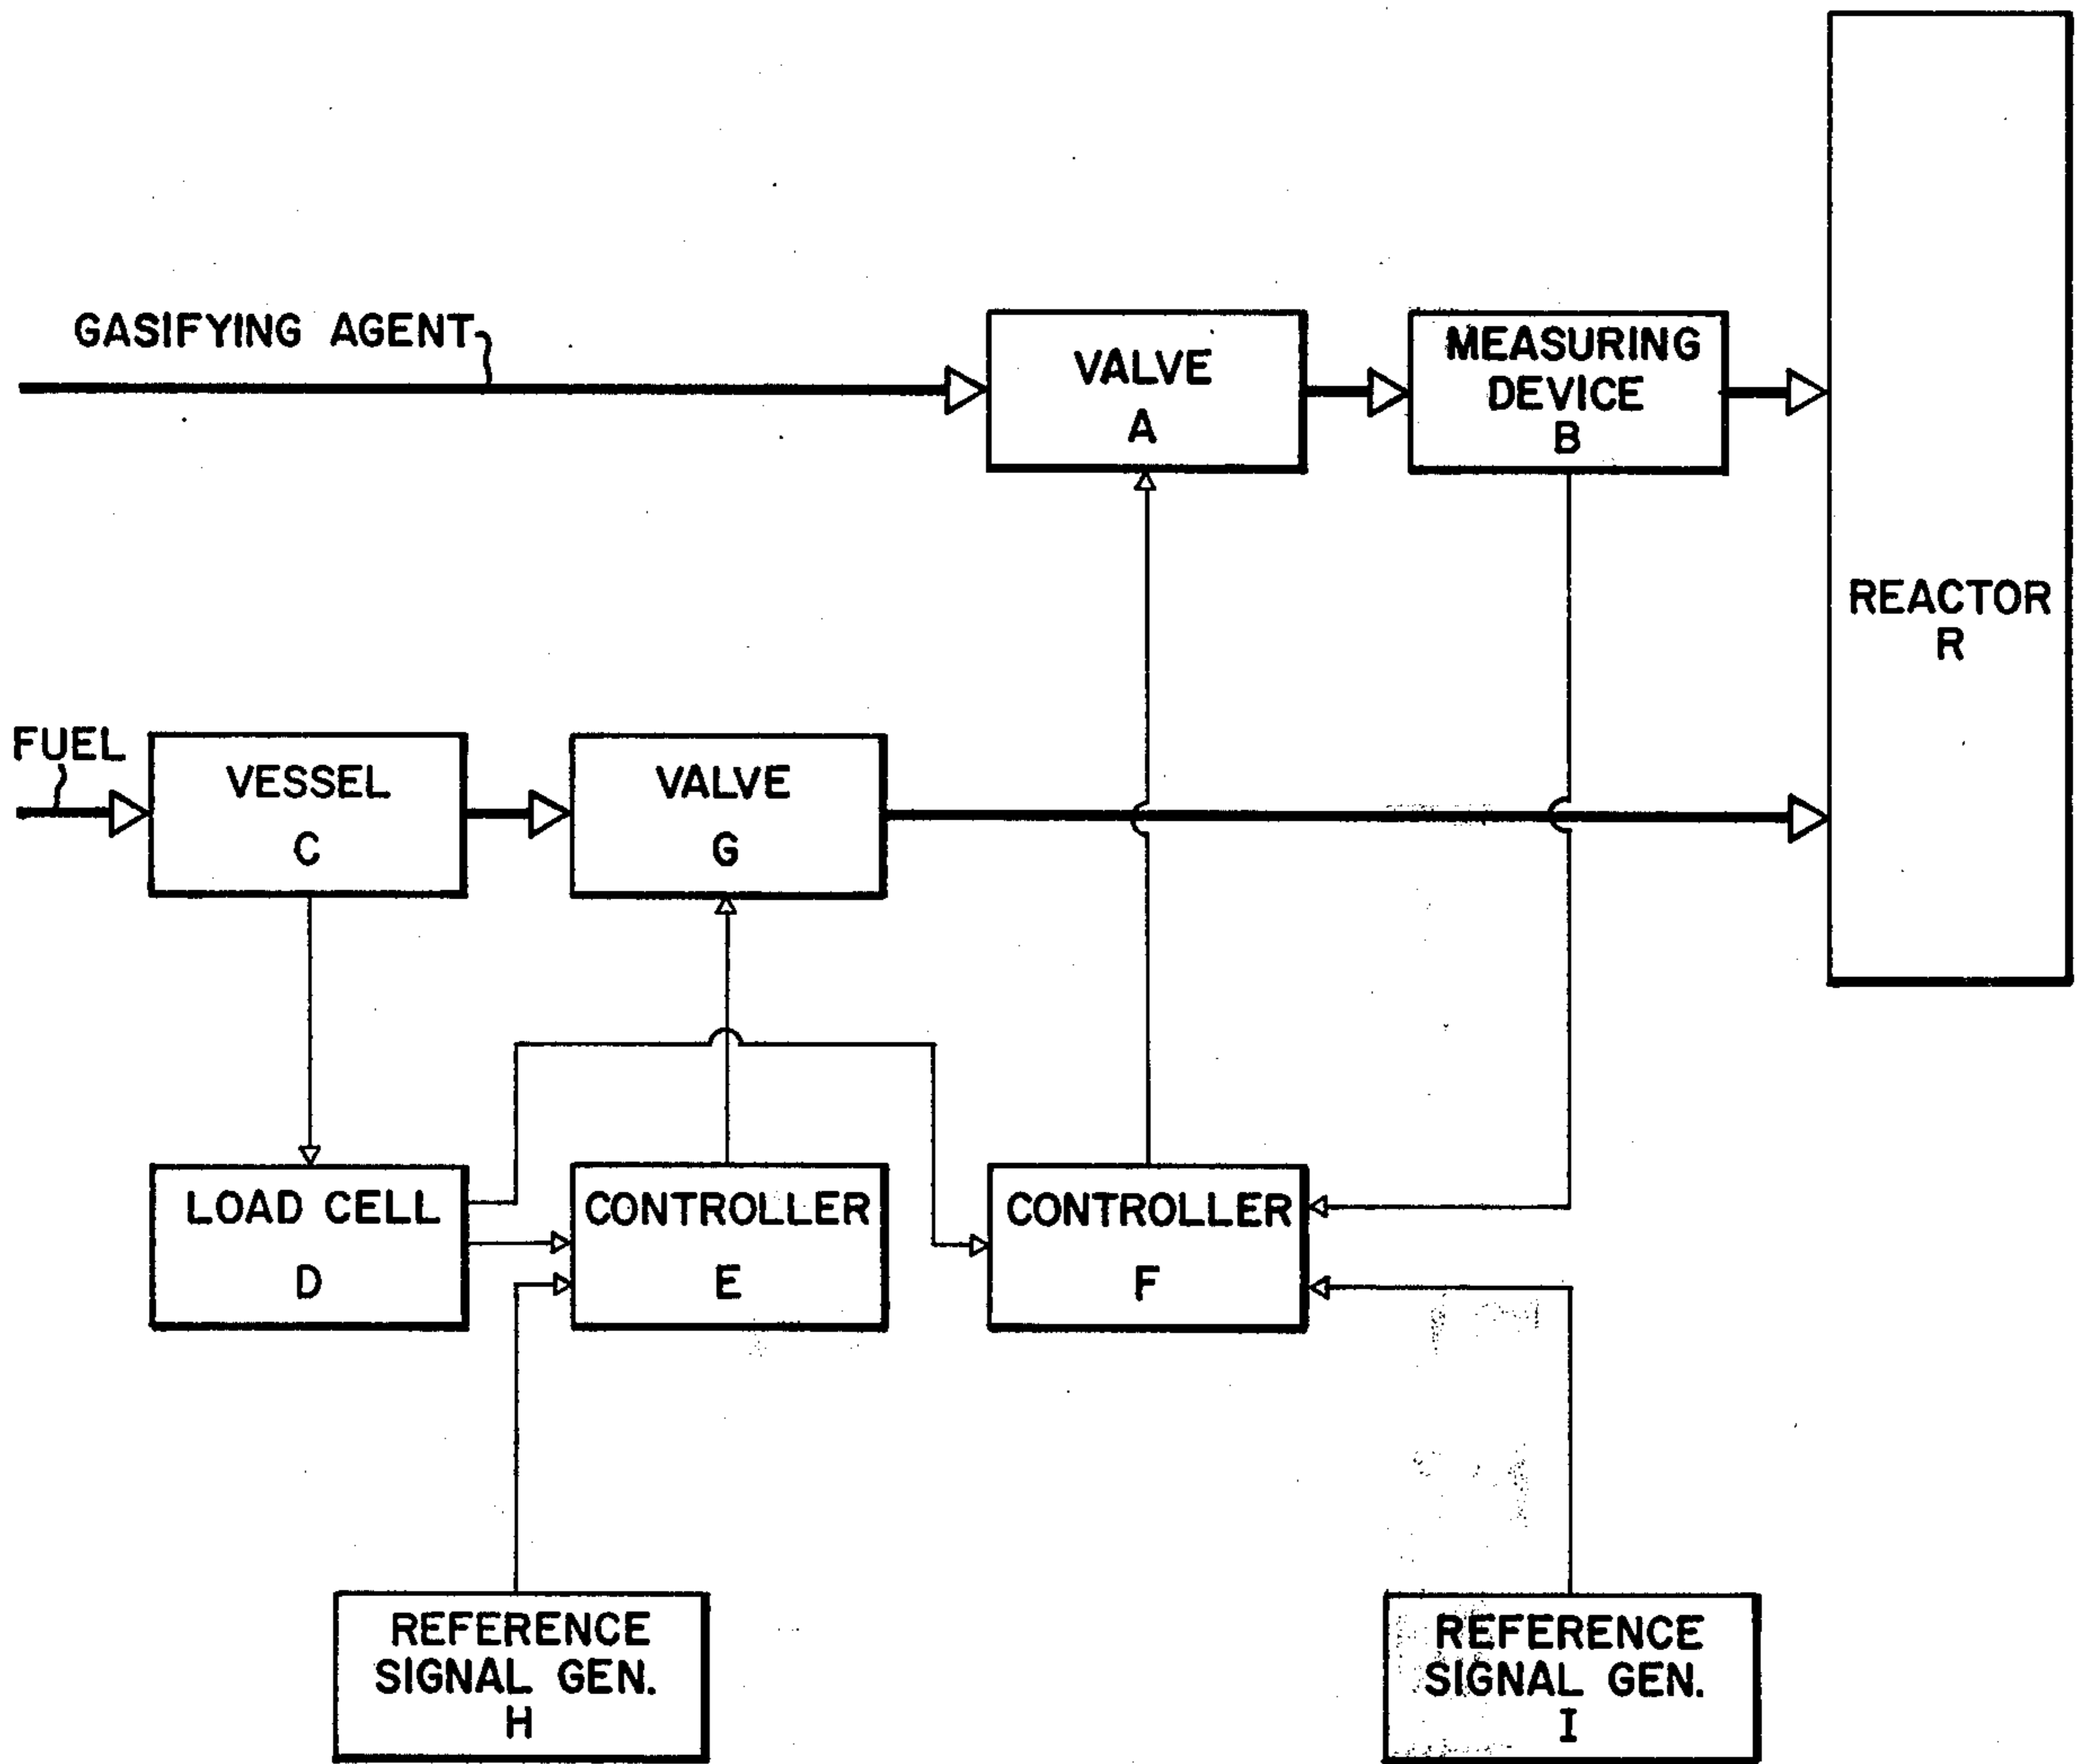 GASIFYING AGENT
VALVE
A
MEASURING
DEVICE
B
REACTOR
R
FUEL
VESSEL
C
VALVE
G
LOAD CELL
D
CONTROLLER
E
CONTROLLER
F
REFERENCE
SIGNAL GEN.
H
REFERENCE
SIGNAL GEN.
I